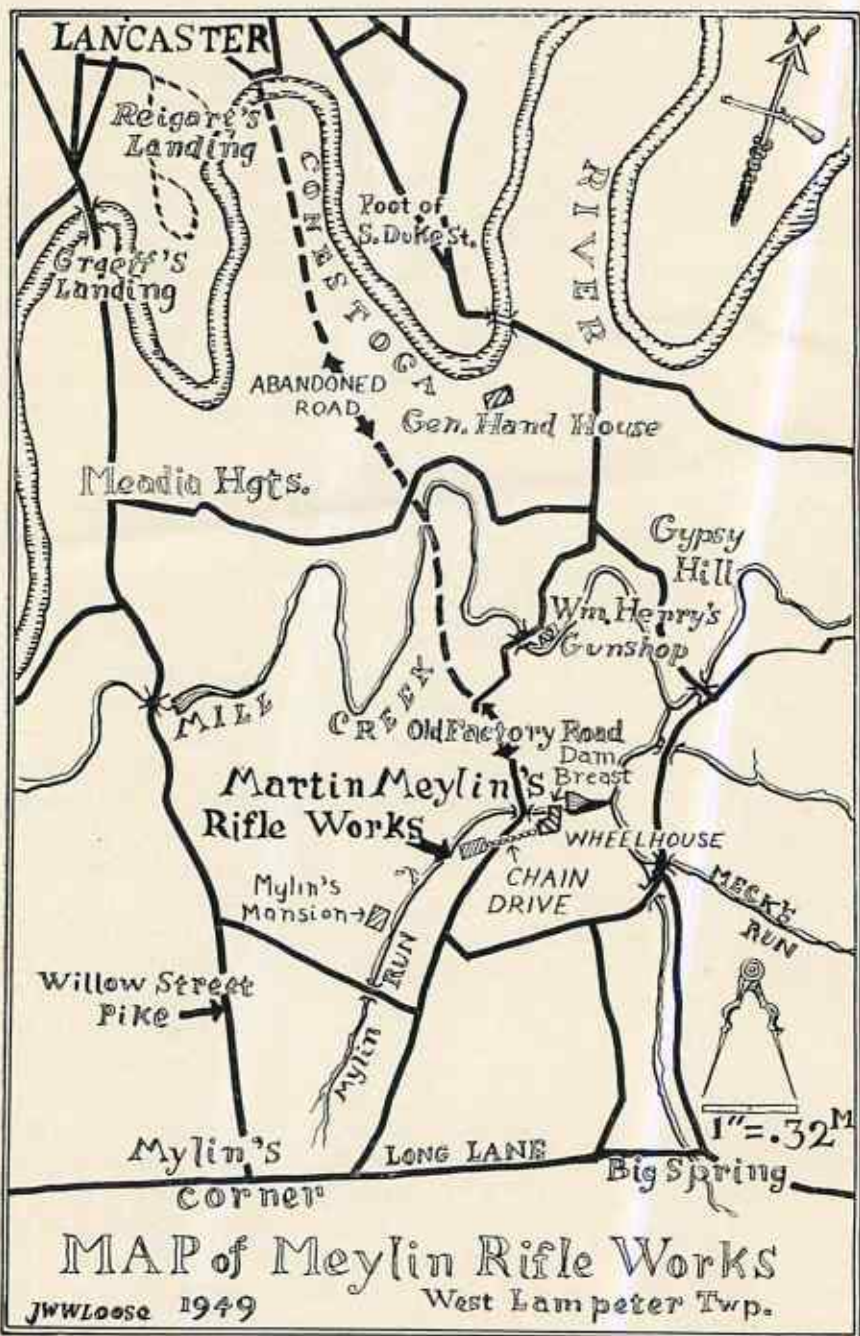 LANCASTER
N
Reigart's
Landing
CONESTOGA
RIVER
Foot of
S. Duke St.
Graeff's
Landing
ABANDONED
ROAD
Gen. Hand House
Meadia Hgts.
Gypsy
Hill
Wm. Henry's
Gunshop
MILL
CREEK
Old Factory Road
Dam
Breast
Martin Meylin's
Rifle Works
WHEELHOUSE
CHAIN
DRIVE
Mylin's
Mansion
MECK'S
RUN
RUN
Mylin
Willow Street
Pike
1"=.32M
Mylin's
Corner
LONG LANE
Big Spring
MAP of Meylin Rifle Works
JWWLOOSE 1949
West Lampeter Twp.